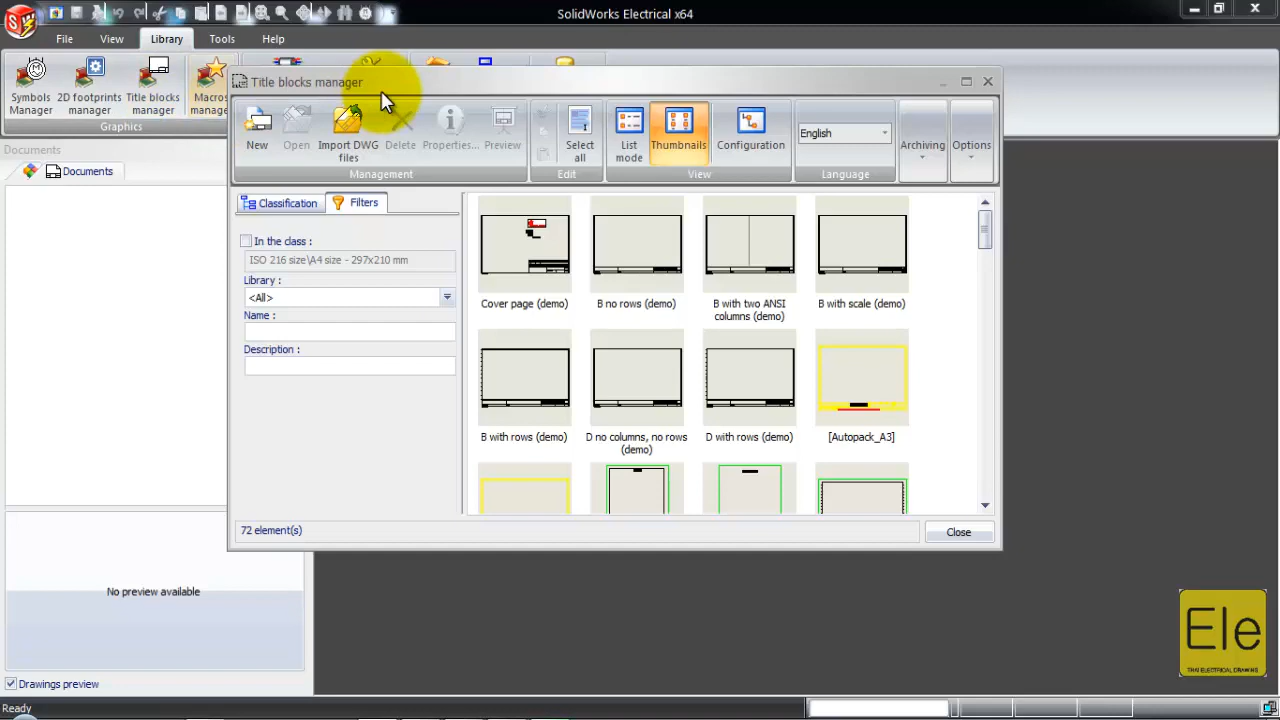 SolidWorks Electrical x64
File View Library Tools Help
Symbols Manager
2D footprints manager
Title blocks manager
Macros
manag
Graphics
Documents
Documents
Title blocks manager
New
Open
Import DWG files
Delete
Properties...
Preview
Management
Select all
Edit
List mode
Thumbnails
Configuration
View
English
Language
Archiving
Options
Classification
Filters
In the class :
ISO 216 size\A4 size - 297x210 mm
Library :
<All>
Name :
Description :
Cover page (demo)
B no rows (demo)
B with two ANSI columns (demo)
B with scale (demo)
B with rows (demo)
D no columns, no rows (demo)
D with rows (demo)
[Autopack_A3]
72 element(s)
Close
No preview available
Drawings preview
Ready
Ele
THAI ELECTRICAL DRAWING